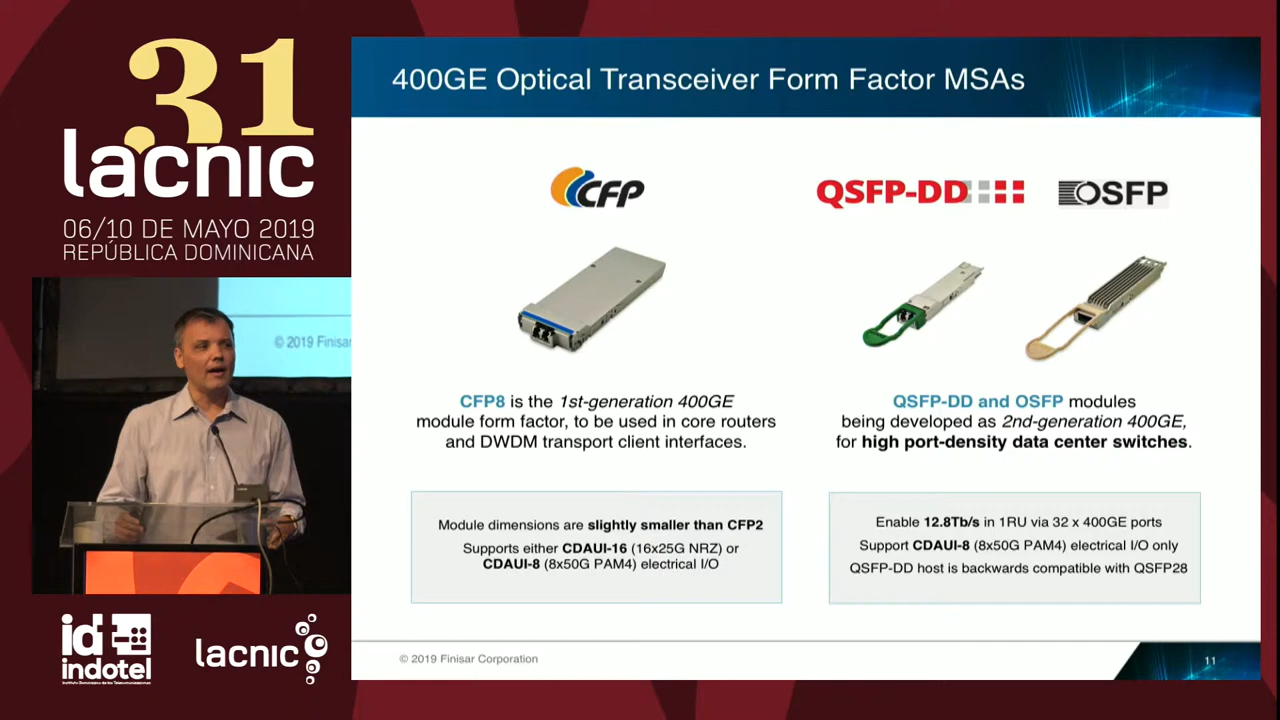 31
lacnic
06/10 DE MAYO 2019
REPÚBLICA DOMINICANA
© 2019 Finisar
id
indotel
Instituto Dominicano de las Telecomunicaciones
lacnic
400GE Optical Transceiver Form Factor MSAs
CFP
QSFP-DD
OSFP
CFP8 is the 1st-generation 400GE
module form factor, to be used in core routers
and DWDM transport client interfaces.
QSFP-DD and OSFP modules
being developed as 2nd-generation 400GE,
for high port-density data center switches.
Module dimensions are slightly smaller than CFP2
Supports either CDAUI-16 (16x25G NRZ) or
CDAUI-8 (8x50G PAM4) electrical I/O
Enable 12.8Tb/s in 1RU via 32 x 400GE ports
Support CDAUI-8 (8x50G PAM4) electrical I/O only
QSFP-DD host is backwards compatible with QSFP28
© 2019 Finisar Corporation
11